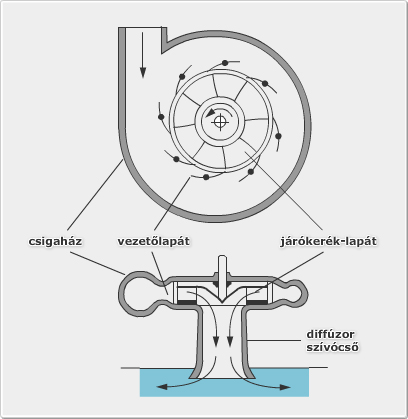 csigaház
vezetőlapát
járókerék-lapát
diffúzor
szívócső